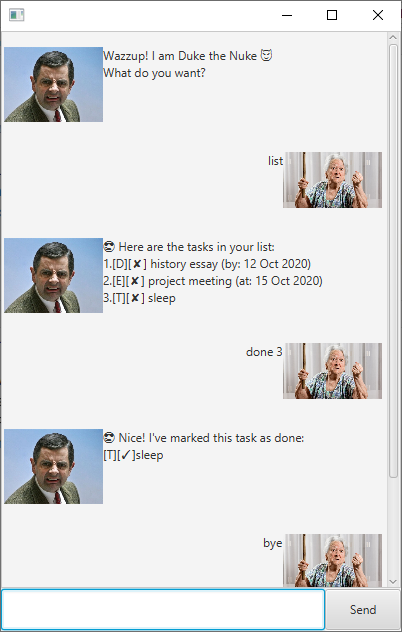 Wazzup! I am Duke the Nuke 😈
What do you want?
list
😎 Here are the tasks in your list:
1.[D][✘] history essay (by: 12 Oct 2020)
2.[E][✘] project meeting (at: 15 Oct 2020)
3.[T][✘] sleep
done 3
😎 Nice! I've marked this task as done:
[T][✓]sleep
bye
Send